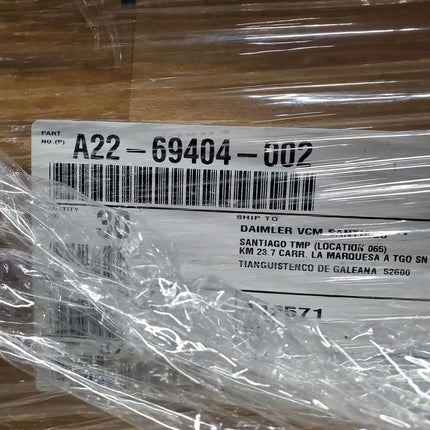 PART
NO.(P)
A22-69404-002
SHIP TO
DAIMLER VCM
SANTIAGO TMP (LOCATION 065)
KM 23.7 CARR. LA MARQUESA A TGO SN
TIANGUISTENCO DE GALEANA 52600